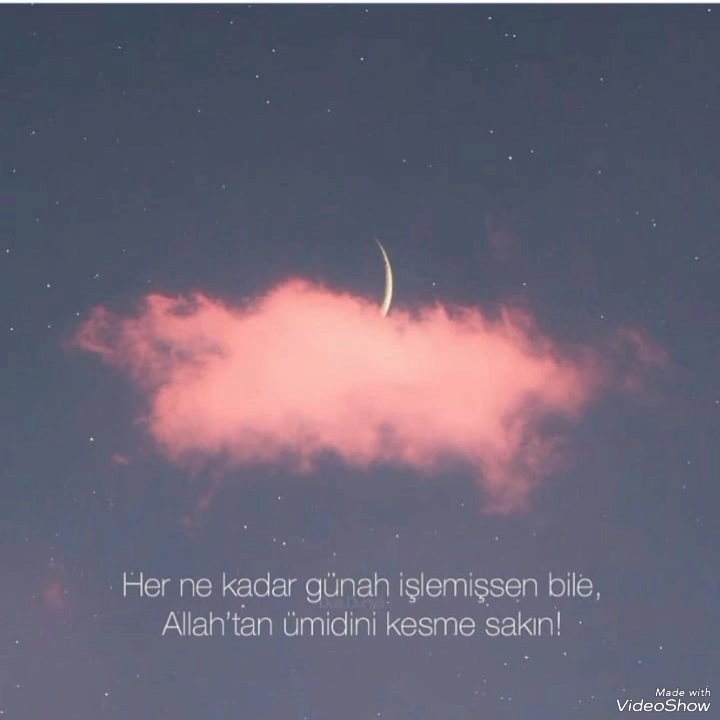 Her ne kadar günah işlemişsen bile,
Allah'tan ümidini kesme sakın!
Made with
VideoShow